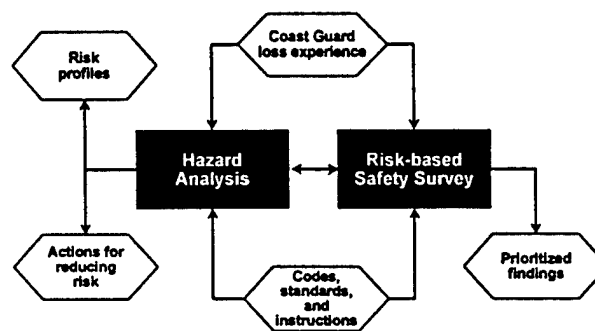 Coast Guard
loss experience
Risk
profiles
Hazard
Analysis
Risk-based
Safety Survey
Actions for
reducing
risk
Codes,
standards,
and
instructions
Prioritized
findings